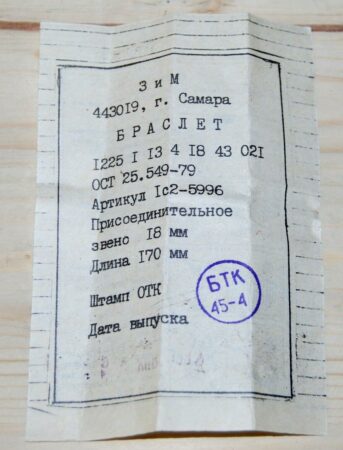 З и М
443019, г. Самара
БРАСЛЕТ
1225 1 13 4 18 43 021
ОСТ 25.549-79
Артикул 1с2-5996
Присоединительное
звено 18 мм
Длина 170 мм
Штамп ОТК
БТК
45-4
Дата выпуска